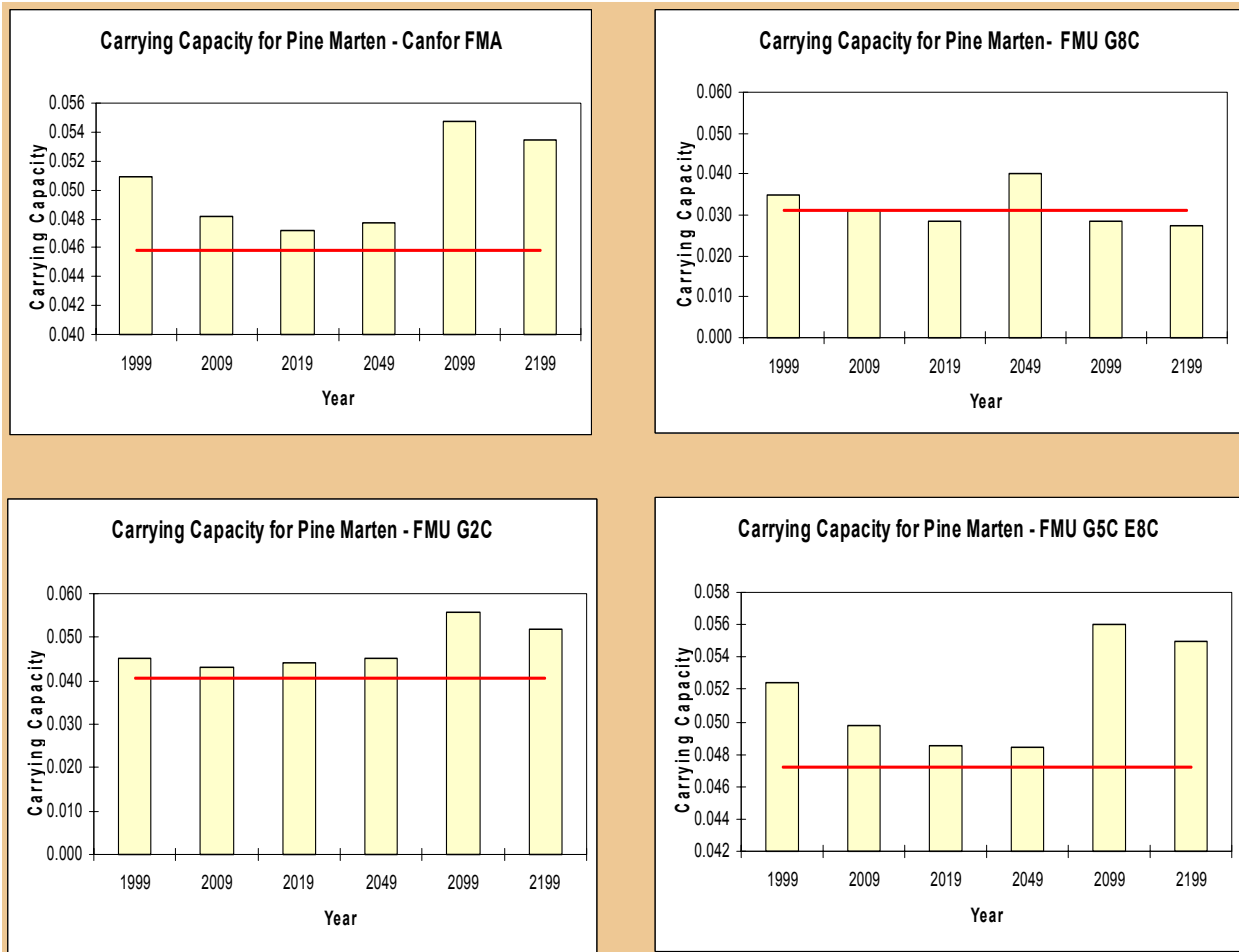 Carrying Capacity for Pine Marten - Canfor FMA
0.056
0.054
0.052
0.050
0.048
0.046
0.044
0.042
0.040
Carrying Capacity
1999 2009 2019 2049 2099 2199
Year
Carrying Capacity for Pine Marten- FMU G8C
0.060
0.050
0.040
0.030
0.020
0.010
0.000
Carrying Capacity
1999 2009 2019 2049 2099 2199
Year
Carrying Capacity for Pine Marten - FMU G2C
0.060
0.050
0.040
0.030
0.020
0.010
0.000
Carrying Capacity
1999 2009 2019 2049 2099 2199
Year
Carrying Capacity for Pine Marten - FMU G5C E8C
0.058
0.056
0.054
0.052
0.050
0.048
0.046
0.044
0.042
Carrying Capacity
1999 2009 2019 2049 2099 2199
Year